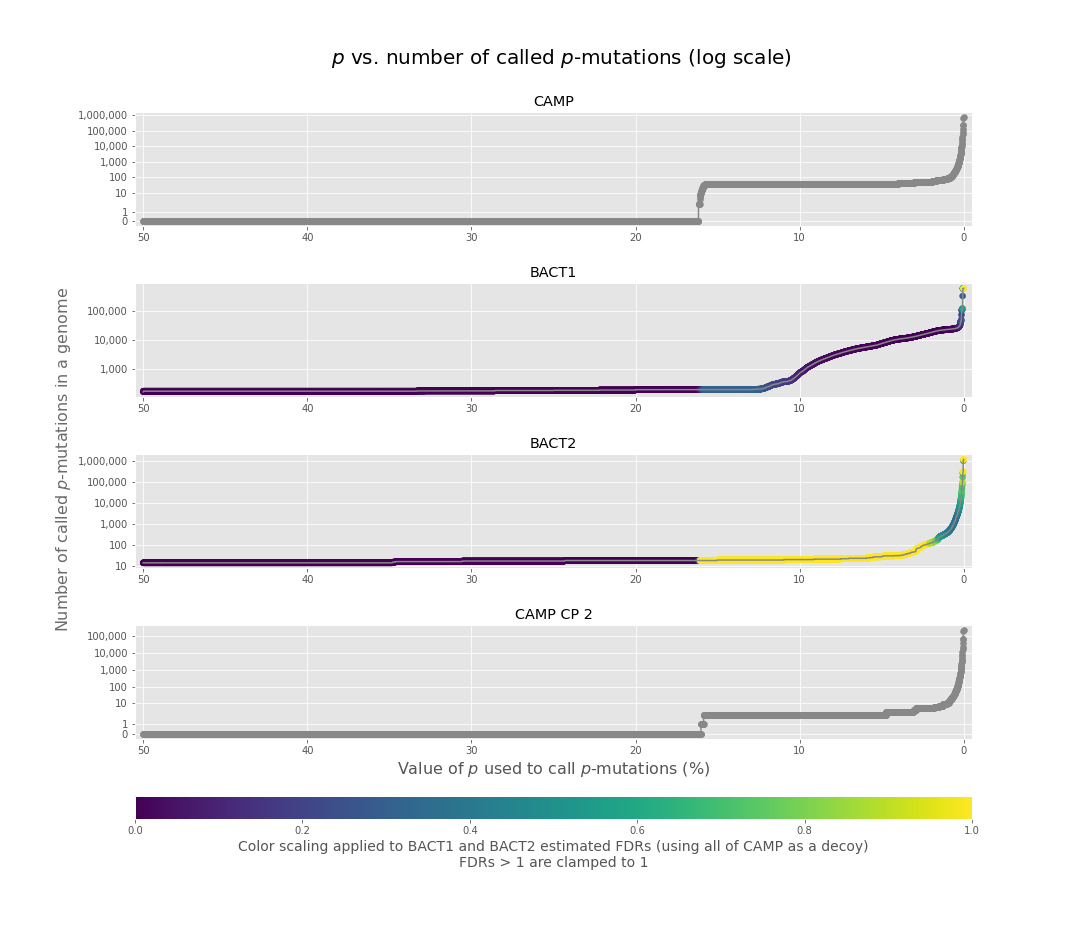 p vs. number of called p-mutations (log scale)
CAMP
1,000,000
100,000
10,000
1,000
100
10
1
0
50 40 30 20 10 0
BACT1
100,000
10,000
1,000
50 40 30 20 10 0
Number of called p-mutations in a genome
BACT2
1,000,000
100,000
10,000
1,000
100
10
50 40 30 20 10 0
CAMP CP 2
100,000
10,000
1,000
100
10
1
0
50 40 30 20 10 0
Value of p used to call p-mutations (%)
0.0 0.2 0.4 0.6 0.8 1.0
Color scaling applied to BACT1 and BACT2 estimated FDRs (using all of CAMP as a decoy)
FDRs > 1 are clamped to 1